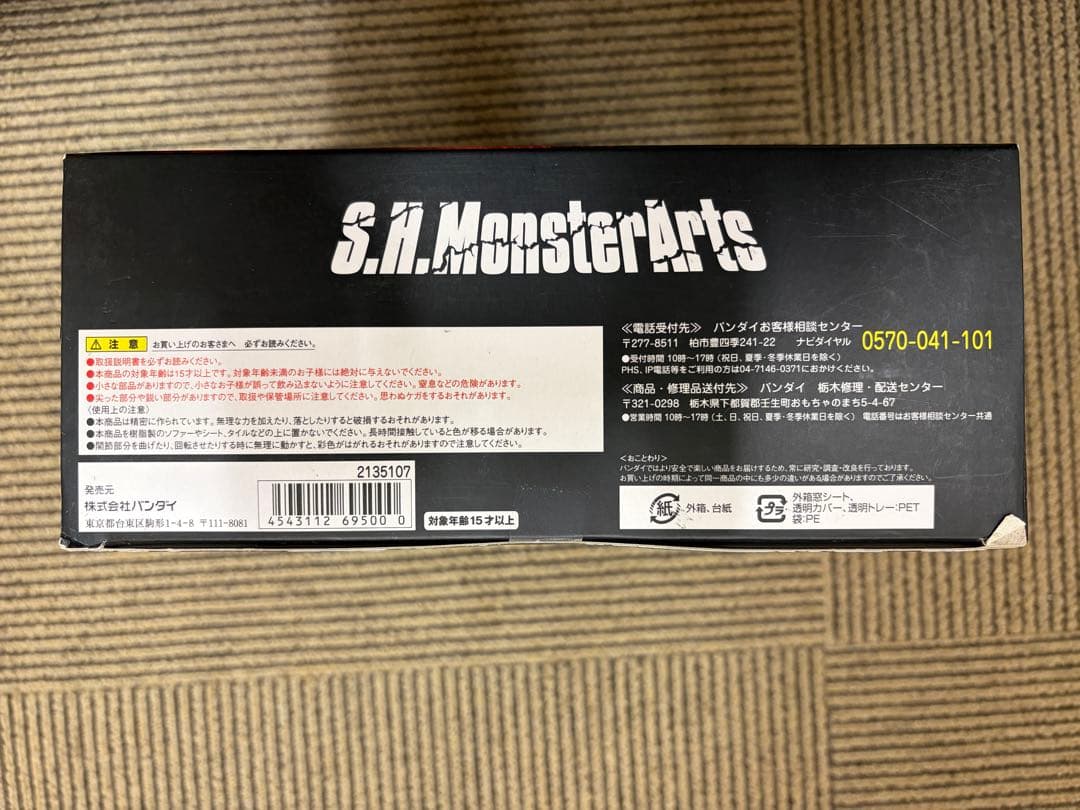 S.H.MonsterArts
注意 お買い上げのお客さまへ 必ずお読みください。
●取扱説明書を必ずお読みください。
●本商品の対象年齢は15才以上です。対象年齢未満のお子様には絶対に与えないでください。
●小さな部品がありますので、小さなお子様が誤って飲み込まないように注意してください。窒息などの危険があります。
●尖った部分や鋭い部分がありますので、取扱や保管場所に注意してください。思わぬケガをするおそれがあります。
〈使用上の注意〉
●本商品は精密に作られています。無理な力を加えたり、落としたりすると破損するおそれがあります。
●本商品を樹脂製のソファーやシート、タイルなどの上に置かないでください。長時間接触していると色が移る場合があります。
●関節部分を曲げたり、回転させたりする時に無理に動かすと、彩色がはがれるおそれがありますので注意してください。
2135107
発売元
株式会社バンダイ
東京都台東区駒形1-4-8 〒111-8081
4543112 69500 0
対象年齢15才以上
≪電話受付先≫ バンダイお客様相談センター
〒277-8511 柏市豊四季241-22 ナビダイヤル 0570-041-101
●受付時間 10時〜17時(祝日、夏季・冬季休業日を除く)
PHS、IP電話等をご利用の方は04-7146-0371におかけください。
≪商品・修理品送付先≫ バンダイ 栃木修理・配送センター
〒321-0298 栃木県下都賀郡壬生町おもちゃのまち5-4-67
●営業時間 10時〜17時(土、日、祝日、夏季・冬季休業日を除く) 電話番号はお客様相談センター共通
<おことわり>
バンダイではより安全で楽しい商品をお届けするため、常に研究・調査・改良を行っております。
お買い上げの時期によって同一商品の中にも多少の違いがある場合がありますのでご了承ください。
紙 外箱、台紙
プラ 外箱窓シート、
透明カバー、透明トレー:PET
袋:PE